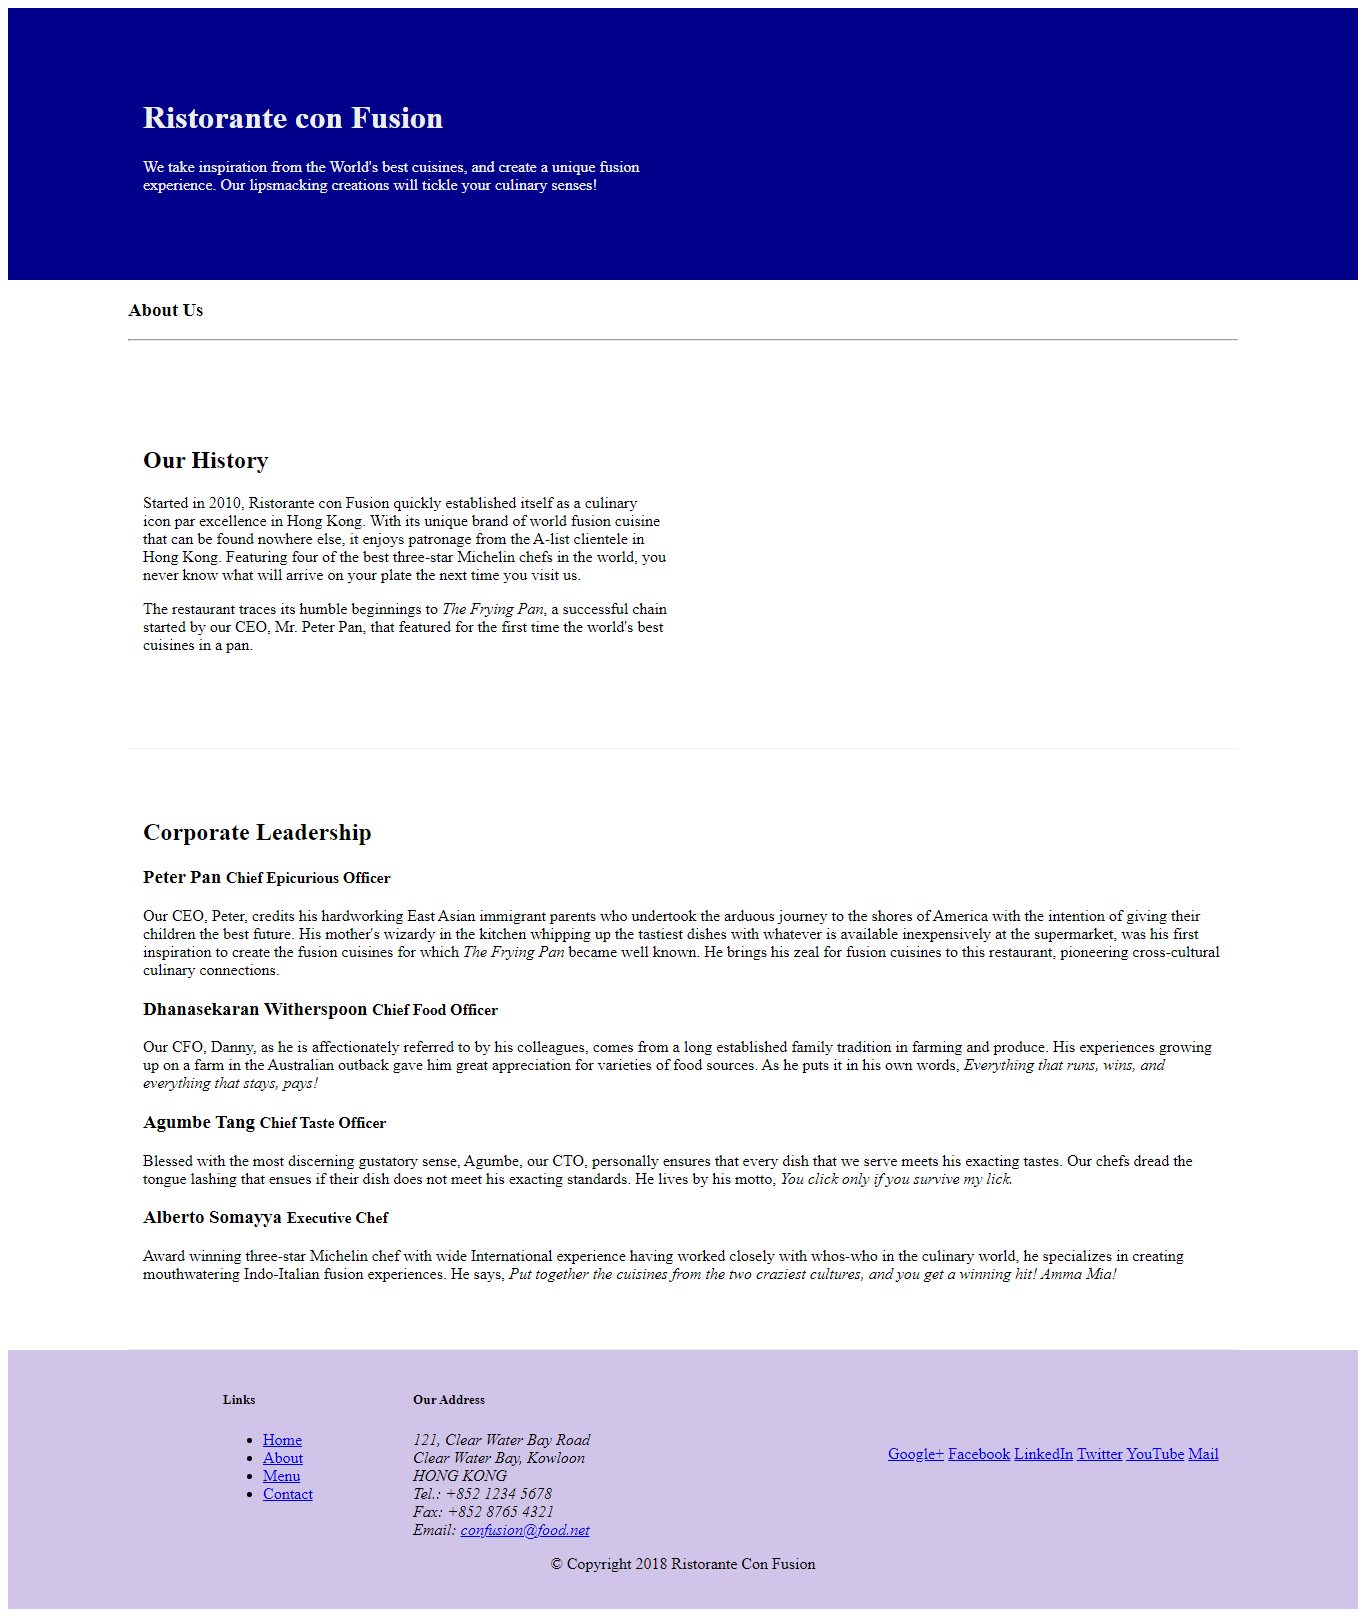 Ristorante con Fusion
We take inspiration from the World's best cuisines, and create a unique fusion
experience. Our lipsmacking creations will tickle your culinary senses!
About Us
Our History
Started in 2010, Ristorante con Fusion quickly established itself as a culinary
icon par excellence in Hong Kong. With its unique brand of world fusion cuisine
that can be found nowhere else, it enjoys patronage from the A-list clientele in
Hong Kong. Featuring four of the best three-star Michelin chefs in the world, you
never know what will arrive on your plate the next time you visit us.
The restaurant traces its humble beginnings to The Frying Pan, a successful chain
started by our CEO, Mr. Peter Pan, that featured for the first time the world's best
cuisines in a pan.
Corporate Leadership
Peter Pan Chief Epicurious Officer
Our CEO, Peter, credits his hardworking East Asian immigrant parents who undertook the arduous journey to the shores of America with the intention of giving their
children the best future. His mother's wizardy in the kitchen whipping up the tastiest dishes with whatever is available inexpensively at the supermarket, was his first
inspiration to create the fusion cuisines for which The Frying Pan became well known. He brings his zeal for fusion cuisines to this restaurant, pioneering cross-cultural
culinary connections.
Dhanasekaran Witherspoon Chief Food Officer
Our CFO, Danny, as he is affectionately referred to by his colleagues, comes from a long established family tradition in farming and produce. His experiences growing
up on a farm in the Australian outback gave him great appreciation for varieties of food sources. As he puts it in his own words, Everything that runs, wins, and
everything that stays, pays!
Agumbe Tang Chief Taste Officer
Blessed with the most discerning gustatory sense, Agumbe, our CTO, personally ensures that every dish that we serve meets his exacting tastes. Our chefs dread the
tongue lashing that ensues if their dish does not meet his exacting standards. He lives by his motto, You click only if you survive my lick.
Alberto Somayya Executive Chef
Award winning three-star Michelin chef with wide International experience having worked closely with whos-who in the culinary world, he specializes in creating
mouthwatering Indo-Italian fusion experiences. He says, Put together the cuisines from the two craziest cultures, and you get a winning hit! Amma Mia!
Links
Home
About
Menu
Contact
Our Address
121, Clear Water Bay Road
Clear Water Bay, Kowloon
HONG KONG
Tel.: +852 1234 5678
Fax: +852 8765 4321
Email: confusion@food.net
Google+ Facebook LinkedIn Twitter YouTube Mail
© Copyright 2018 Ristorante Con Fusion